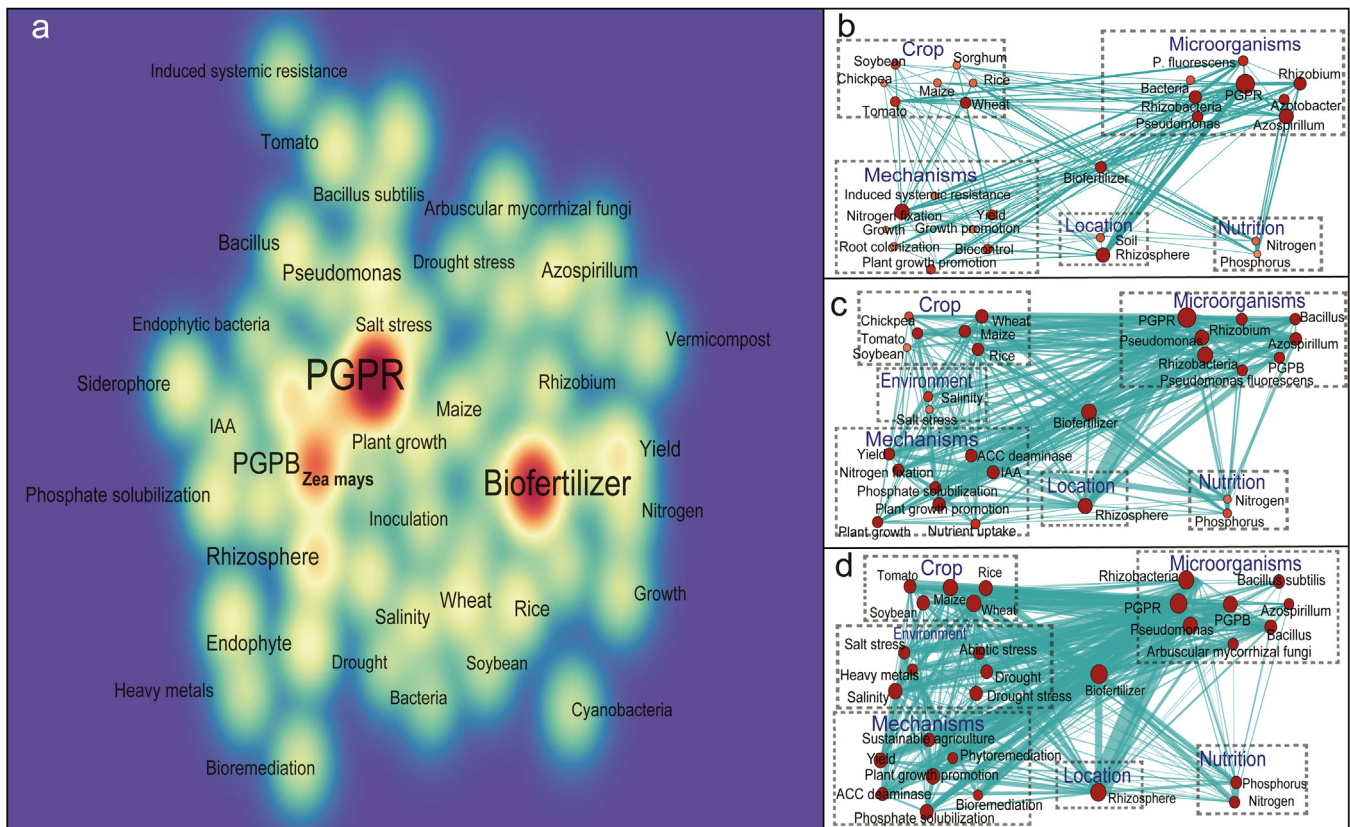 a
Induced systemic resistance
Tomato
Bacillus subtilis
Arbuscular mycorrhizal fungi
Bacillus
Pseudomonas
Drought stress
Azospirillum
Endophytic bacteria
Salt stress
Vermicompost
PGPR
Siderophore
Rhizobium
Maize
IAA
Plant growth
Yield
PGPB
Zea mays
Biofertilizer
Phosphate solubilization
Inoculation
Nitrogen
Rhizosphere
Wheat
Rice
Growth
Salinity
Endophyte
Drought
Soybean
Heavy metals
Bacteria
Cyanobacteria
Bioremediation
b
Crop
Soybean
Sorghum
Chickpea
Maize
Rice
Tomato
Wheat
Microorganisms
P. fluorescens
Rhizobium
Bacteria
PGPR
Rhizobacteria
Azotobacter
Pseudomonas
Azospirillum
Biofertilizer
Mechanisms
Induced systemic resistance
Nitrogen fixation
Yield
Growth
Growth promotion
Root colonization
Biocontrol
Plant growth promotion
Location
Soil
Rhizosphere
Nutrition
Nitrogen
Phosphorus
c
Crop
Chickpea
Wheat
Tomato
Maize
Soybean
Rice
Microorganisms
PGPR
Bacillus
Rhizobium
Pseudomonas
Azospirillum
Rhizobacteria
PGPB
Pseudomonas fluorescens
Environment
Salinity
Salt stress
Biofertilizer
Mechanisms
Yield
ACC deaminase
Nitrogen fixation
IAA
Phosphate solubilization
Plant growth promotion
Plant growth
Nutrient uptake
Location
Rhizosphere
Nutrition
Nitrogen
Phosphorus
d
Crop
Tomato
Rice
Maize
Soybean
Wheat
Microorganisms
Rhizobacteria
Bacillus subtilis
PGPR
PGPB
Azospirillum
Pseudomonas
Bacillus
Arbuscular mycorrhizal fungi
Environment
Salt stress
Abiotic stress
Heavy metals
Drought
Salinity
Drought stress
Biofertilizer
Mechanisms
Sustainable agriculture
Yield
Phytoremediation
Plant growth promotion
ACC deaminase
Bioremediation
Phosphate solubilization
Location
Rhizosphere
Nutrition
Phosphorus
Nitrogen